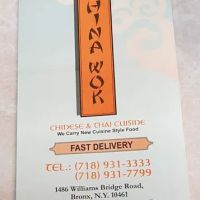 HINA WOK
CHINESE & THAI CUISINE
We Carry New Cuisine Style Food
FAST DELIVERY
TEL.: (718) 931-3333
(718) 931-7799
1486 Williams Bridge Road,
Bronx, N.Y. 10461